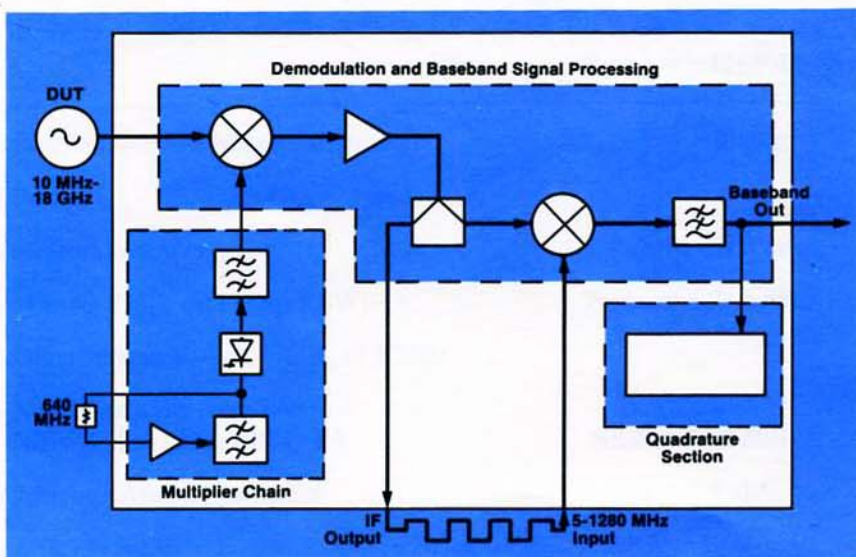 Demodulation and Baseband Signal Processing
DUT
10 MHz-
18 GHz
Baseband
Out
640
MHz
Multiplier Chain
Quadrature
Section
IF
Output
5-1280 MHz
Input